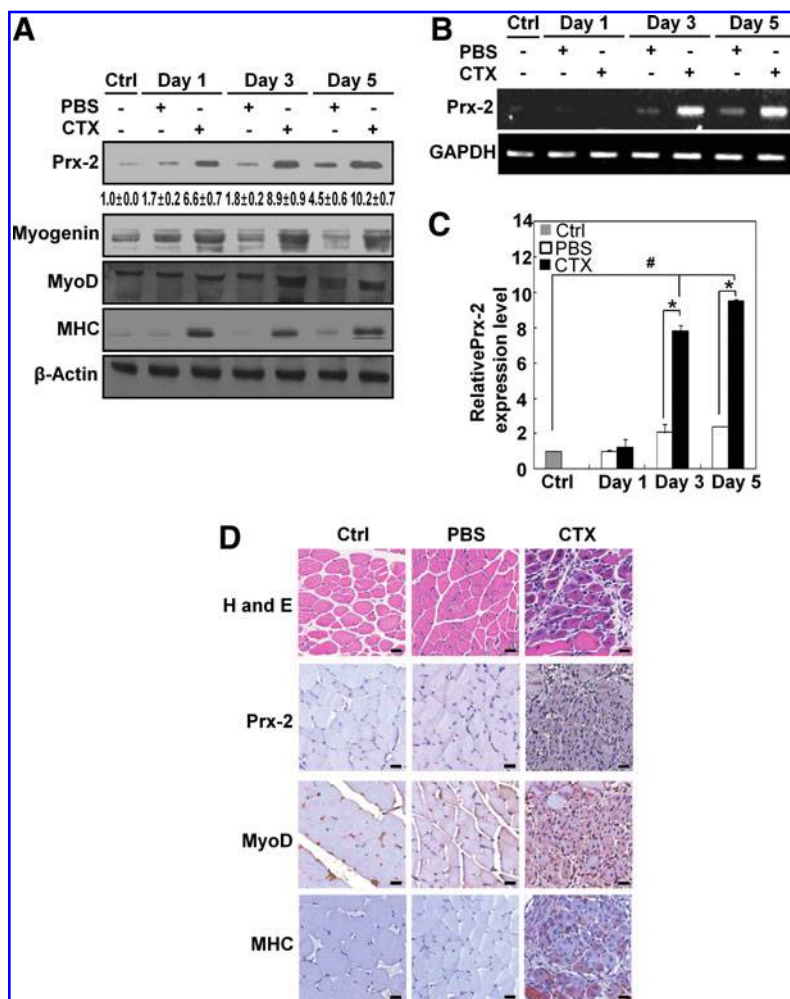 A
Ctrl Day 1 Day 3 Day 5
PBS - + - + - + -
CTX - - + - + - +
Prx-2
1.0±0.0 1.7±0.2 6.6±0.7 1.8±0.2 8.9±0.9 4.5±0.6 10.2±0.7
Myogenin
MyoD
MHC
β-Actin
B
Ctrl Day 1 Day 3 Day 5
PBS - + - + - + -
CTX - - + - + - +
Prx-2
GAPDH
C
RelativePrx-2
expression level
14
12
10
8
6
4
2
0
Ctrl
PBS
CTX
#
*
*
Ctrl Day 1 Day 3 Day 5
D
Ctrl PBS CTX
H and E
Prx-2
MyoD
MHC